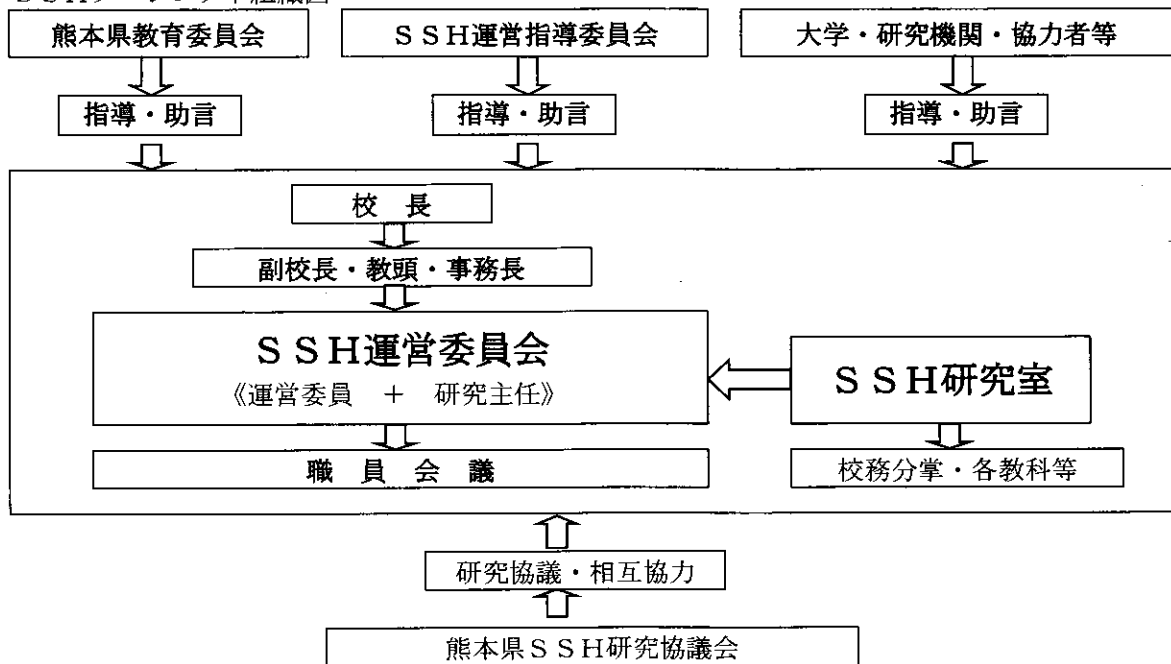 熊本県教育委員会
ＳＳＨ運営指導委員会
大学・研究機関・協力者等
指導・助言
指導・助言
指導・助言
校　長
副校長・教頭・事務長
ＳＳＨ運営委員会
《運営委員　＋　研究主任》
ＳＳＨ研究室
職　員　会　議
校務分掌・各教科等
研究協議・相互協力
熊本県ＳＳＨ研究協議会